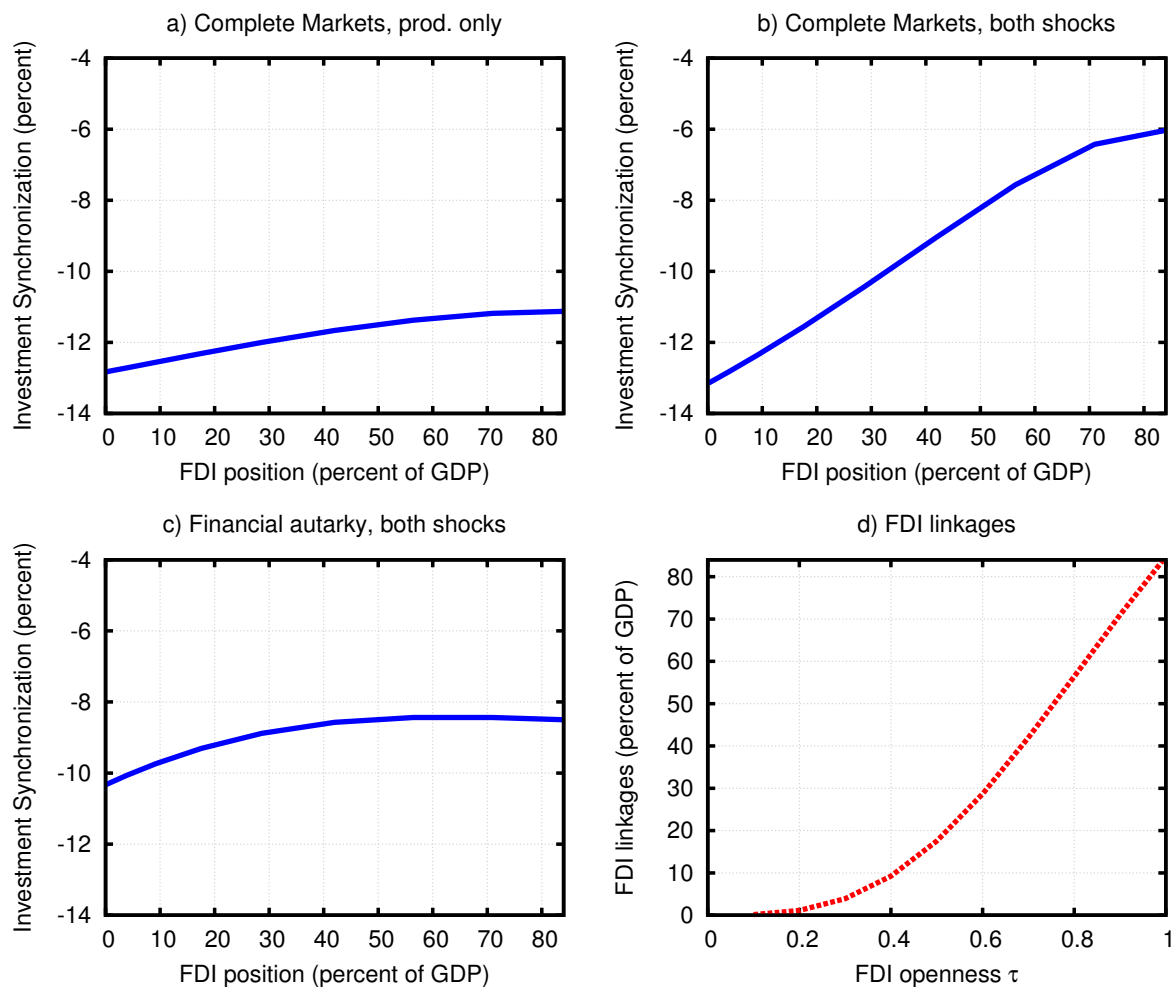 a) Complete Markets, prod. only
Investment Synchronization (percent)
-4
-6
-8
-10
-12
-14
0 10 20 30 40 50 60 70 80
FDI position (percent of GDP)
b) Complete Markets, both shocks
Investment Synchronization (percent)
-4
-6
-8
-10
-12
-14
0 10 20 30 40 50 60 70 80
FDI position (percent of GDP)
c) Financial autarky, both shocks
Investment Synchronization (percent)
-4
-6
-8
-10
-12
-14
0 10 20 30 40 50 60 70 80
FDI position (percent of GDP)
d) FDI linkages
FDI linkages (percent of GDP)
80
70
60
50
40
30
20
10
0
0 0.2 0.4 0.6 0.8 1
FDI openness τ